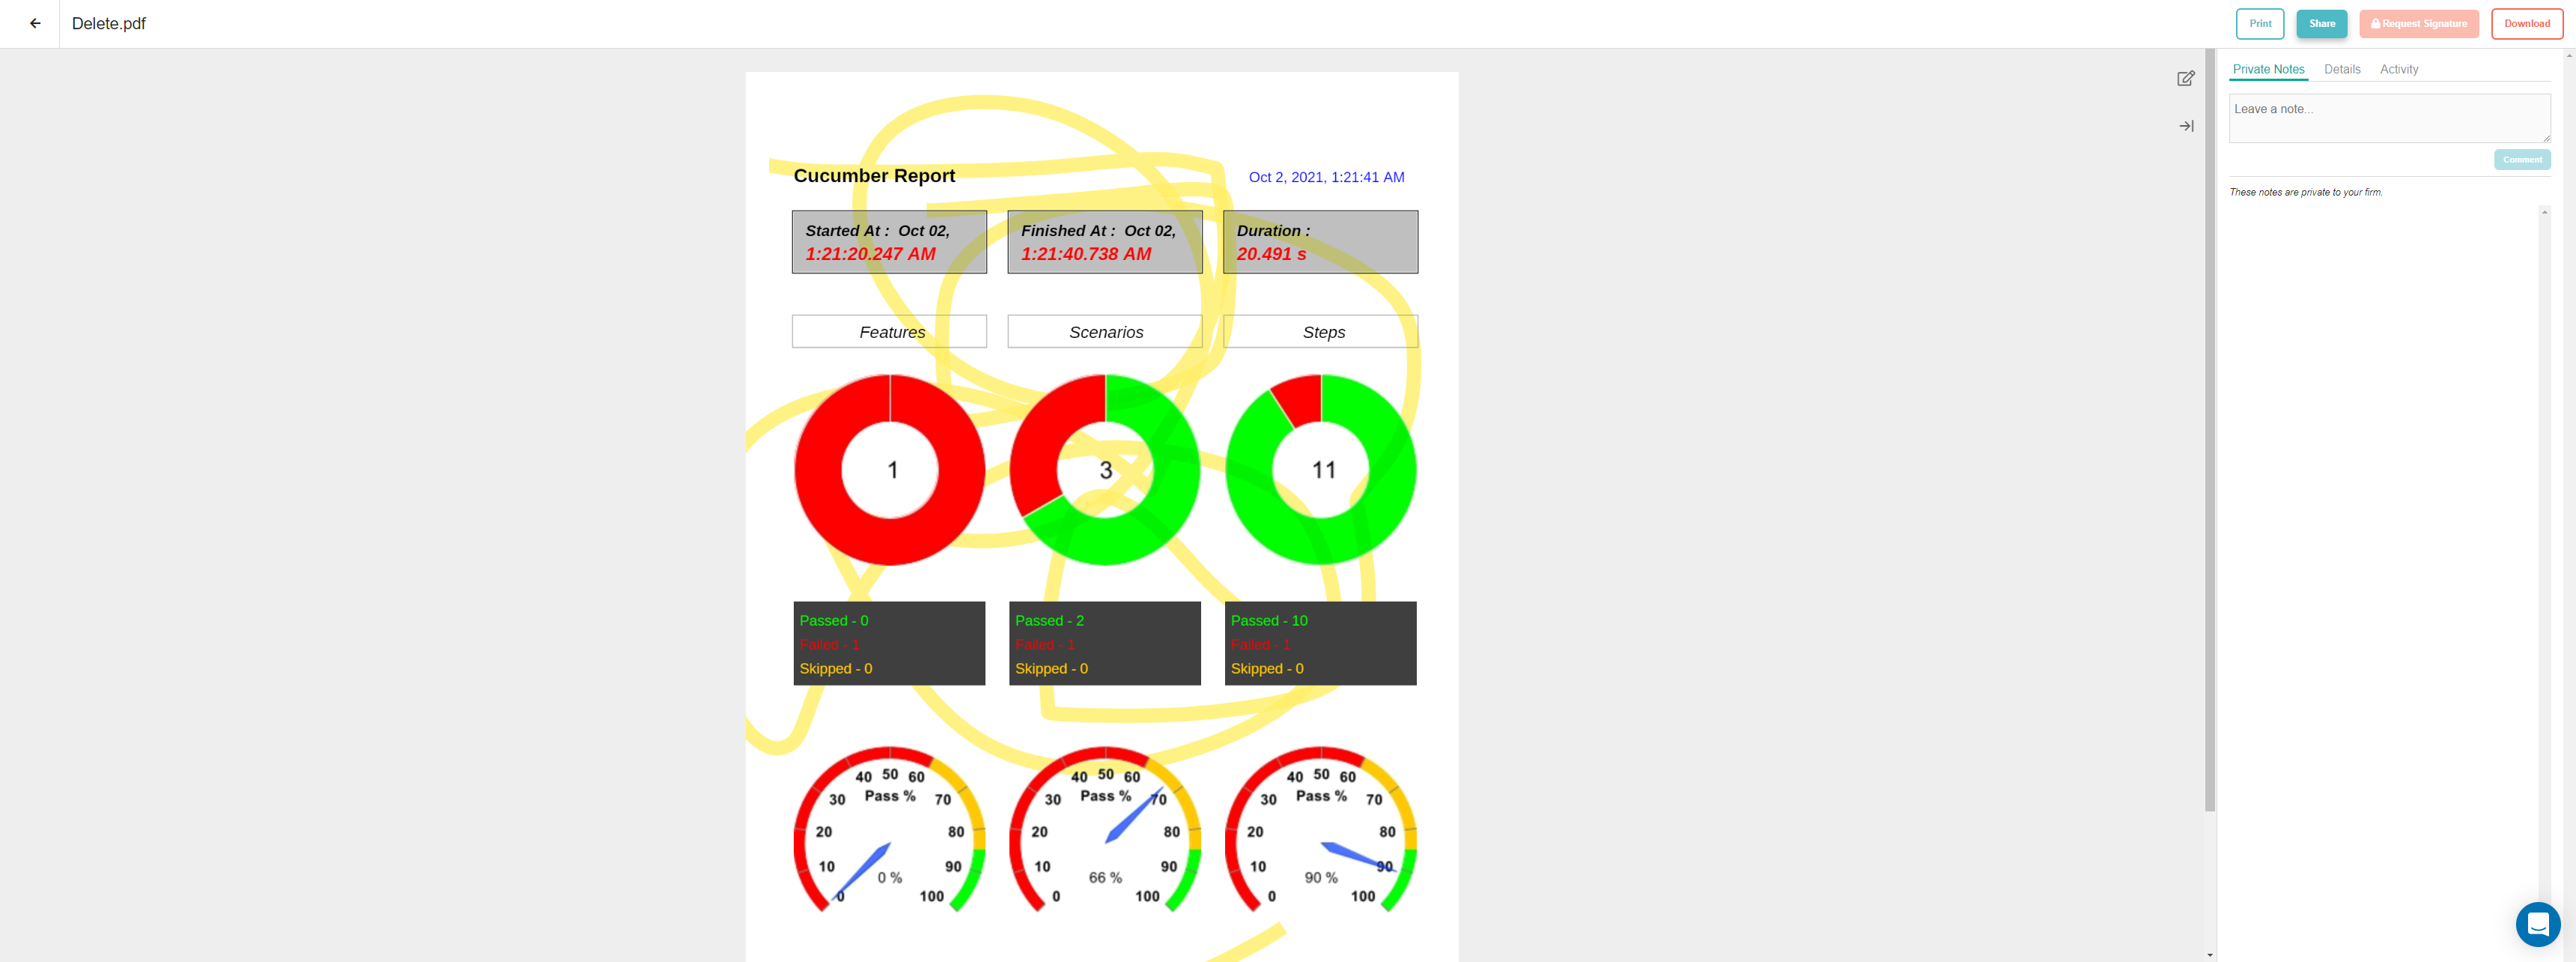 Delete.pdf
Print Share Request Signature Download
Private Notes Details Activity
Leave a note...
Comment
These notes are private to your firm.
Cucumber Report
Oct 2, 2021, 1:21:41 AM
Started At : Oct 02,
1:21:20.247 AM
Finished At : Oct 02,
1:21:40.738 AM
Duration :
20.491 s
Features
Scenarios
Steps
1
3
11
Passed - 0
Failed - 1
Skipped - 0
Passed - 2
Failed - 1
Skipped - 0
Passed - 10
Failed - 1
Skipped - 0
40 50 60
Pass %
30 70
20 80
10 90
0 %
0 100
40 50 60
Pass %
30 70
20 80
10 90
66 %
0 100
40 50 60
Pass %
30 70
20 80
10 90
90 %
0 100